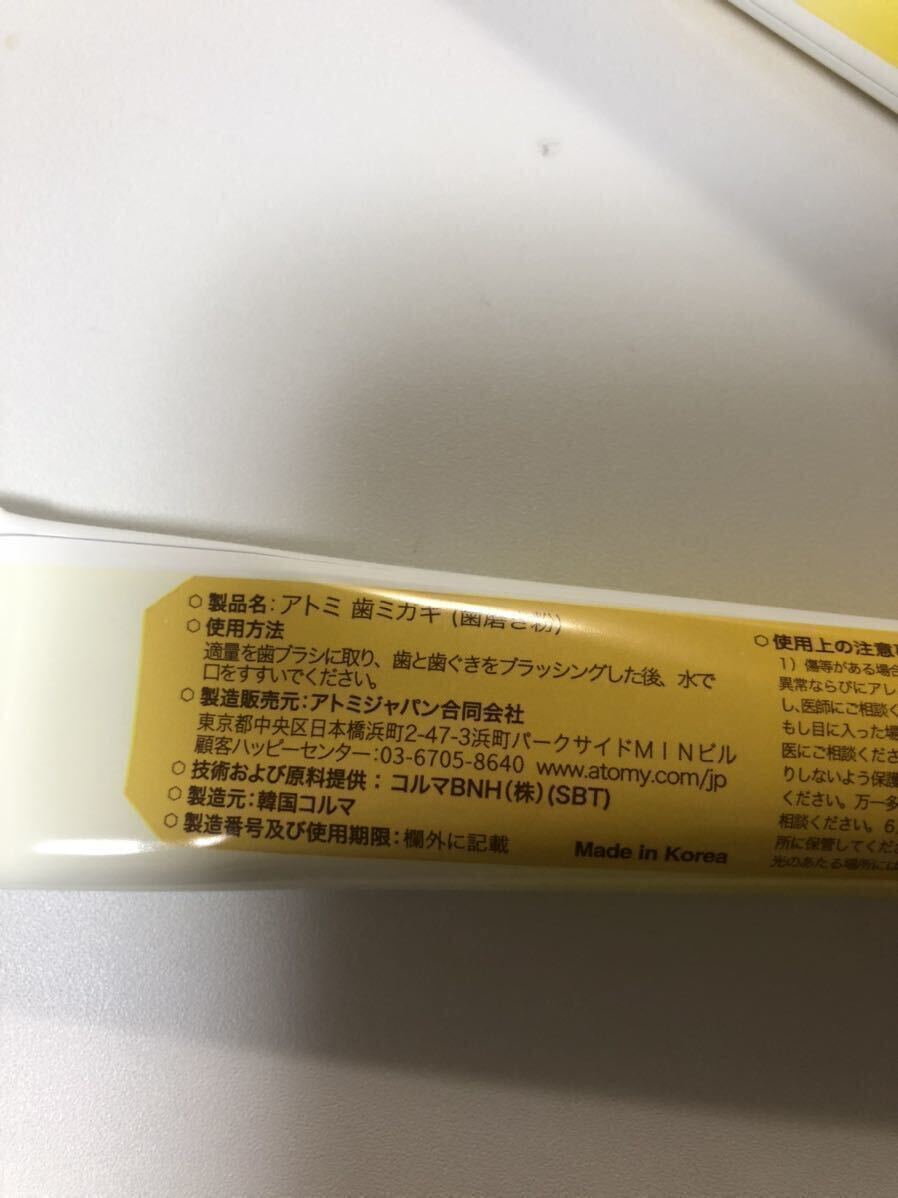 ⬡ 製品名：アトミ 歯ミガキ (歯磨き粉)
⬡ 使用方法
適量を歯ブラシに取り、歯と歯ぐきをブラッシングした後、水で
口をすすいでください。
⬡ 製造販売元：アトミジャパン合同会社
東京都中央区日本橋浜町2-47-3浜町パークサイドＭＩＮビル
顧客ハッピーセンター：03-6705-8640 www.atomy.com/jp
⬡ 技術および原料提供：コルマBNH(株)(SBT)
⬡ 製造元：韓国コルマ
⬡ 製造番号及び使用期限：欄外に記載
Made in Korea
⬡ 使用上の注意
1）傷等がある場合
異常ならびにアレ
し、医師にご相談く
もし目に入った場
医にご相談くださ
りしないよう保護
ください。万一多
相談ください。6
所に保管してくだ
光のあたる場所には